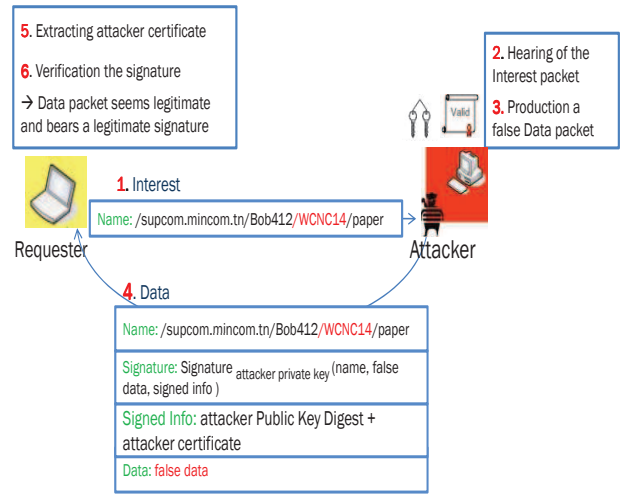 5. Extracting attacker certificate
6. Verification the signature
→ Data packet seems legitimate
and bears a legitimate signature
2. Hearing of the
Interest packet
3. Production a
false Data packet
Valid
1. Interest
Name: /supcom.mincom.tn/Bob412/WCNC14/paper
Requester
Attacker
4. Data
Name: /supcom.mincom.tn/Bob412/WCNC14/paper
Signature: Signature attacker private key (name, false
data, signed info )
Signed Info: attacker Public Key Digest +
attacker certificate
Data: false data